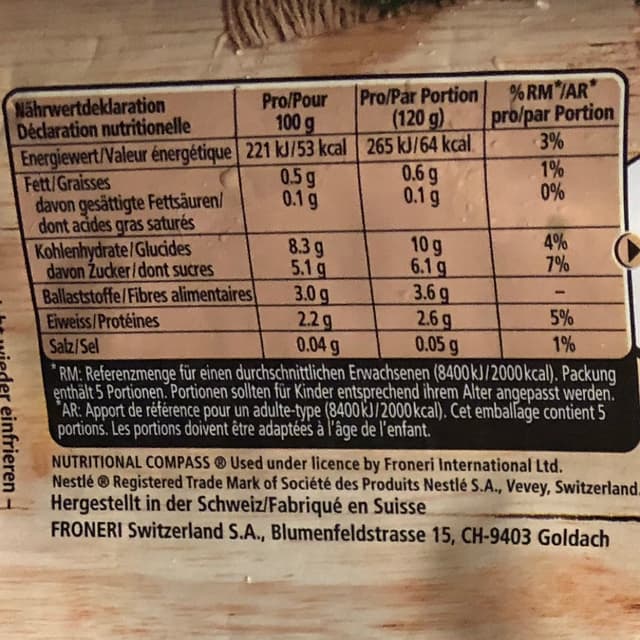 Nährwertdeklaration
Déclaration nutritionelle
Pro/Pour
100 g
Pro/Par Portion
(120 g)
%RM*/AR*
pro/par Portion
Energiewert/Valeur énergétique 221 kJ/53 kcal 265 kJ/64 kcal 3%
Fett/Graisses 0.5 g 0.6 g 1%
davon gesättigte Fettsäuren/ 0.1 g 0.1 g 0%
dont acides gras saturés
Kohlenhydrate/Glucides 8.3 g 10 g 4%
davon Zucker/dont sucres 5.1 g 6.1 g 7%
Ballaststoffe/Fibres alimentaires 3.0 g 3.6 g –
Eiweiss/Protéines 2.2 g 2.6 g 5%
Salz/Sel 0.04 g 0.05 g 1%
*RM: Referenzmenge für einen durchschnittlichen Erwachsenen (8400 kJ/2000 kcal). Packung
enthält 5 Portionen. Portionen sollten für Kinder entsprechend ihrem Alter angepasst werden.
*AR: Apport de référence pour un adulte-type (8400 kJ/2000 kcal). Cet emballage contient 5
portions. Les portions doivent être adaptées à l'âge de l'enfant.
NUTRITIONAL COMPASS ® Used under licence by Froneri International Ltd.
Nestlé ® Registered Trade Mark of Société des Produits Nestlé S.A., Vevey, Switzerland.
Hergestellt in der Schweiz/Fabriqué en Suisse
FRONERI Switzerland S.A., Blumenfeldstrasse 15, CH-9403 Goldach
wieder einfrieren –